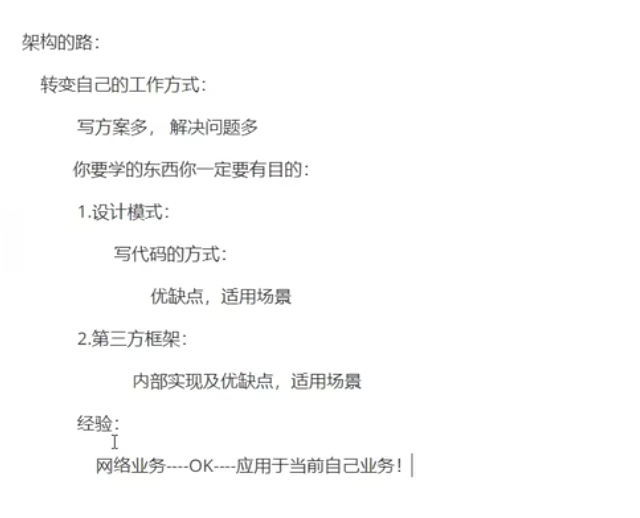 架构的路：
转变自己的工作方式：
写方案多， 解决问题多
你要学的东西你一定要有目的：
1.设计模式：
写代码的方式：
优缺点，适用场景
2.第三方框架：
内部实现及优缺点，适用场景
经验：
网络业务----OK----应用于当前自己业务！